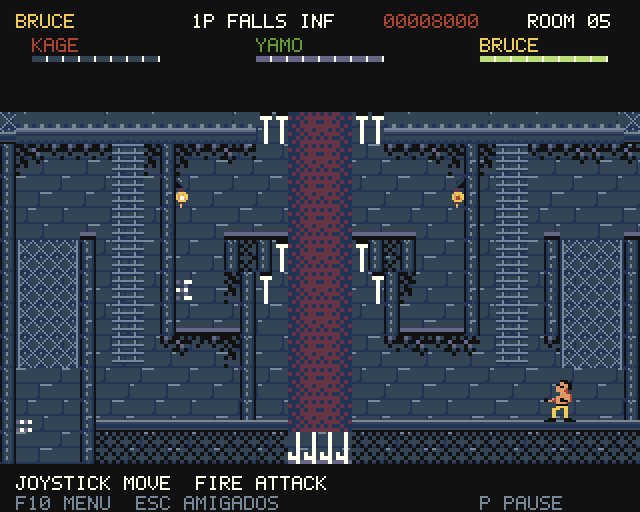 BRUCE 1P FALLS INF 00008000 ROOM 05
KAGE YAMO BRUCE
JOYSTICK MOVE FIRE ATTACK
F10 MENU ESC AMIGADOS P PAUSE